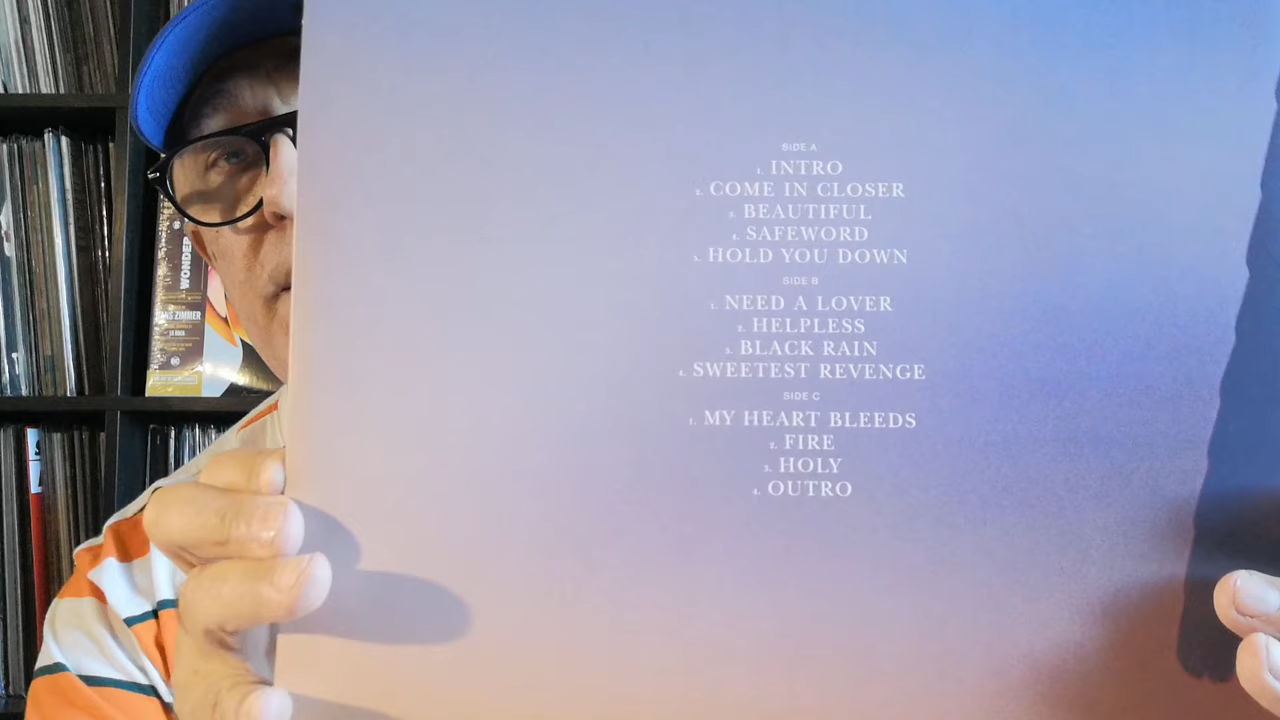 SIDE A
1. INTRO
2. COME IN CLOSER
3. BEAUTIFUL
4. SAFEWORD
5. HOLD YOU DOWN
SIDE B
1. NEED A LOVER
2. HELPLESS
3. BLACK RAIN
4. SWEETEST REVENGE
SIDE C
1. MY HEART BLEEDS
2. FIRE
3. HOLY
4. OUTRO
WONDER
ZIMMER